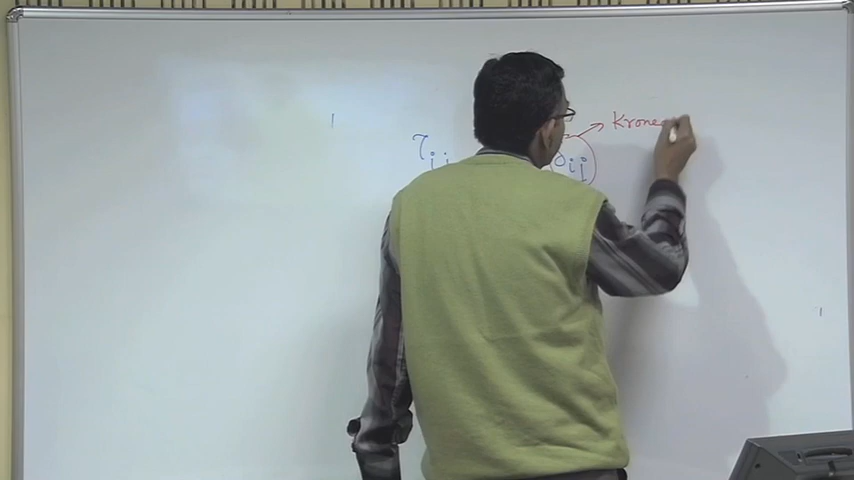 τij δij → Krone